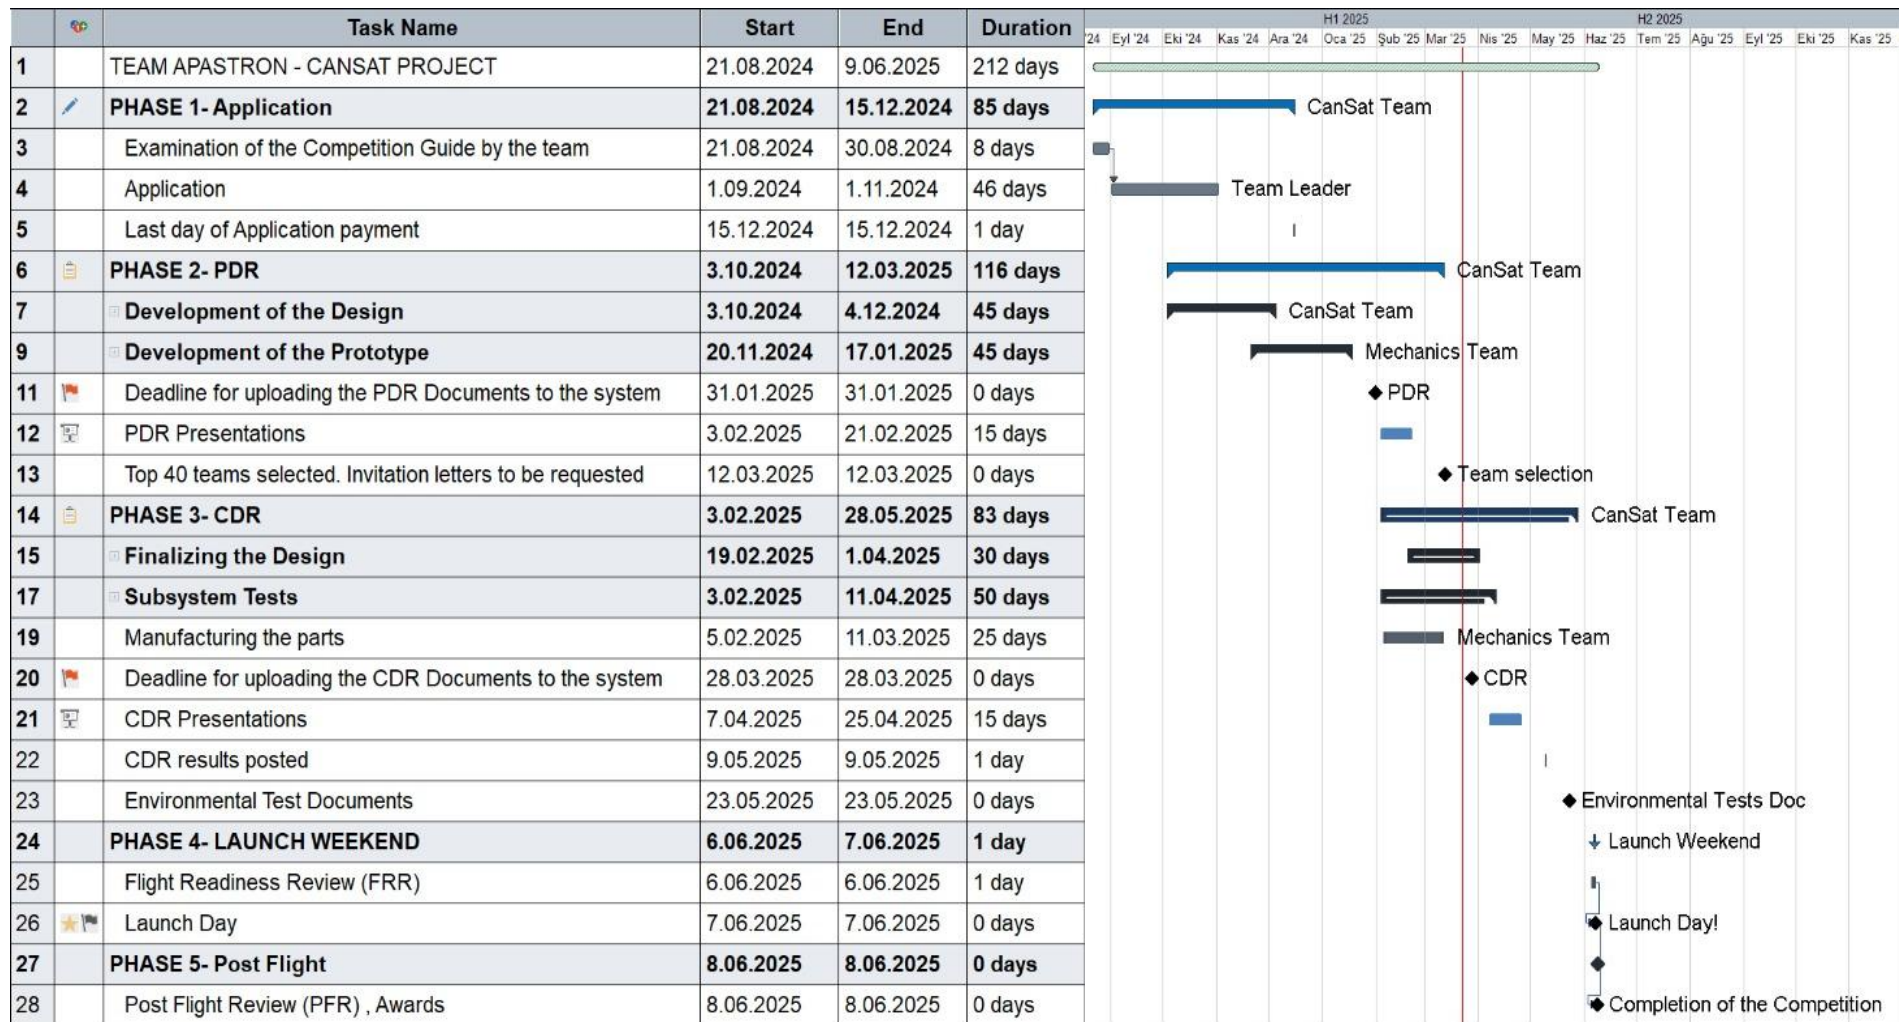 Task Name Start End Duration H1 2025 H2 2025
'24 Eyl '24 Eki '24 Kas '24 Ara '24 Oca '25 Şub '25 Mar '25 Nis '25 May '25 Haz '25 Tem '25 Ağu '25 Eyl '25 Eki '25 Kas '25
1 TEAM APASTRON - CANSAT PROJECT 21.08.2024 9.06.2025 212 days
2 PHASE 1- Application 21.08.2024 15.12.2024 85 days CanSat Team
3 Examination of the Competition Guide by the team 21.08.2024 30.08.2024 8 days
4 Application 1.09.2024 1.11.2024 46 days Team Leader
5 Last day of Application payment 15.12.2024 15.12.2024 1 day
6 PHASE 2- PDR 3.10.2024 12.03.2025 116 days CanSat Team
7 Development of the Design 3.10.2024 4.12.2024 45 days CanSat Team
9 Development of the Prototype 20.11.2024 17.01.2025 45 days Mechanics Team
11 Deadline for uploading the PDR Documents to the system 31.01.2025 31.01.2025 0 days PDR
12 PDR Presentations 3.02.2025 21.02.2025 15 days
13 Top 40 teams selected. Invitation letters to be requested 12.03.2025 12.03.2025 0 days Team selection
14 PHASE 3- CDR 3.02.2025 28.05.2025 83 days CanSat Team
15 Finalizing the Design 19.02.2025 1.04.2025 30 days
17 Subsystem Tests 3.02.2025 11.04.2025 50 days
19 Manufacturing the parts 5.02.2025 11.03.2025 25 days Mechanics Team
20 Deadline for uploading the CDR Documents to the system 28.03.2025 28.03.2025 0 days CDR
21 CDR Presentations 7.04.2025 25.04.2025 15 days
22 CDR results posted 9.05.2025 9.05.2025 1 day
23 Environmental Test Documents 23.05.2025 23.05.2025 0 days Environmental Tests Doc
24 PHASE 4- LAUNCH WEEKEND 6.06.2025 7.06.2025 1 day Launch Weekend
25 Flight Readiness Review (FRR) 6.06.2025 6.06.2025 1 day
26 Launch Day 7.06.2025 7.06.2025 0 days Launch Day!
27 PHASE 5- Post Flight 8.06.2025 8.06.2025 0 days
28 Post Flight Review (PFR) , Awards 8.06.2025 8.06.2025 0 days Completion of the Competition